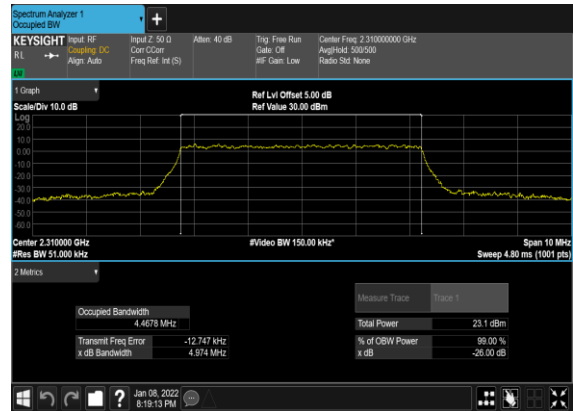 Spectrum Analyzer 1
Occupied BW
+
KEYSIGHT Input: RF Input Z: 50 Ω Atten: 40 dB Trig: Free Run Center Freq: 2.310000000 GHz
RL Coupling: DC Corr CCorr Gate: Off Avg|Hold: 500/500
Align: Auto Freq Ref: Int (S) #IF Gain: Low Radio Std: None
1 Graph
Ref Lvl Offset 5.00 dB
Scale/Div 10.0 dB Ref Value 30.00 dBm
Log
20.0
10.0
0.00
-10.0
-20.0
-30.0
-40.0
-50.0
-60.0
Center 2.310000 GHz #Video BW 150.00 kHz* Span 10 MHz
#Res BW 51.000 kHz Sweep 4.80 ms (1001 pts)
2 Metrics
Measure Trace Trace 1
Occupied Bandwidth
4.4678 MHz
Total Power 23.1 dBm
Transmit Freq Error -12.747 kHz % of OBW Power 99.00 %
x dB Bandwidth 4.974 MHz x dB -26.00 dB
?
Jan 08, 2022
8:19:13 PM